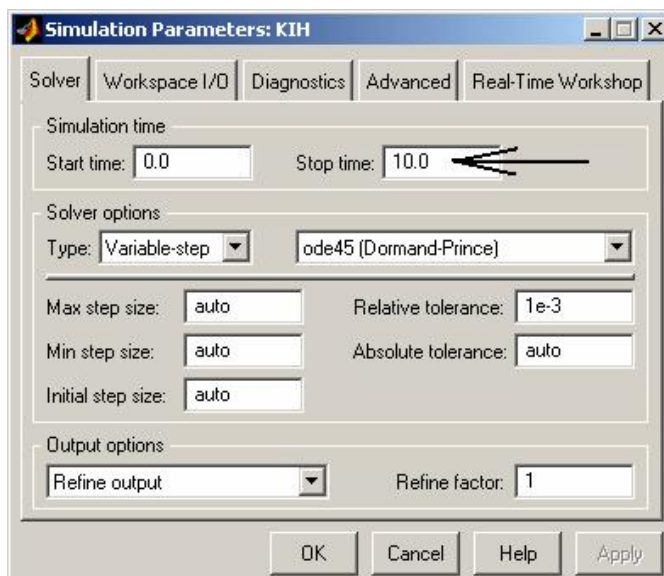 Simulation Parameters: KIH
Solver Workspace I/O Diagnostics Advanced Real-Time Workshop
Simulation time
Start time: 0.0 Stop time: 10.0
Solver options
Type: Variable-step ode45 (Dormand-Prince)
Max step size: auto Relative tolerance: 1e-3
Min step size: auto Absolute tolerance: auto
Initial step size: auto
Output options
Refine output Refine factor: 1
OK Cancel Help Apply